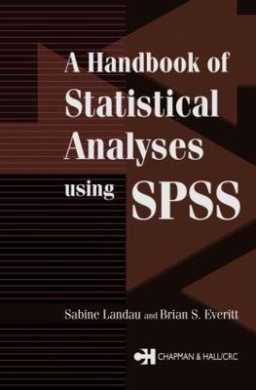 A Handbook of
Statistical
Analyses
using SPSS
Sabine Landau and Brian S. Everitt
CHAPMAN & HALL/CRC